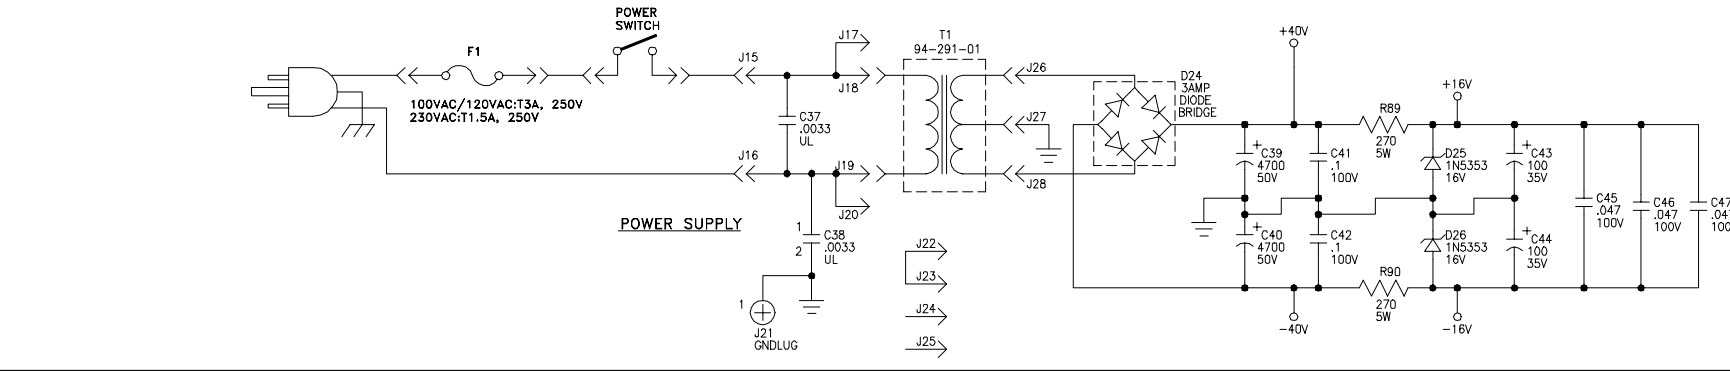 POWER
SWITCH
F1
100VAC/120VAC:T3A, 250V
230VAC:T1.5A, 250V
J15
J16
C37
.0033
UL
J17
J18
J19
J20
1
2
C38
.0033
UL
1
J21
GNDLUG
POWER SUPPLY
T1
94-291-01
J22
J23
J24
J25
J26
J27
J28
D24
3AMP
DIODE
BRIDGE
+40V
+
C39
4700
50V
C41
.1
100V
+
C40
4700
50V
C42
.1
100V
-40V
R89
270
5W
R90
270
5W
+16V
D25
1N5353
16V
D26
1N5353
16V
-16V
+
C43
100
35V
+
C44
100
35V
C45
.047
100V
C46
.047
100V
C47